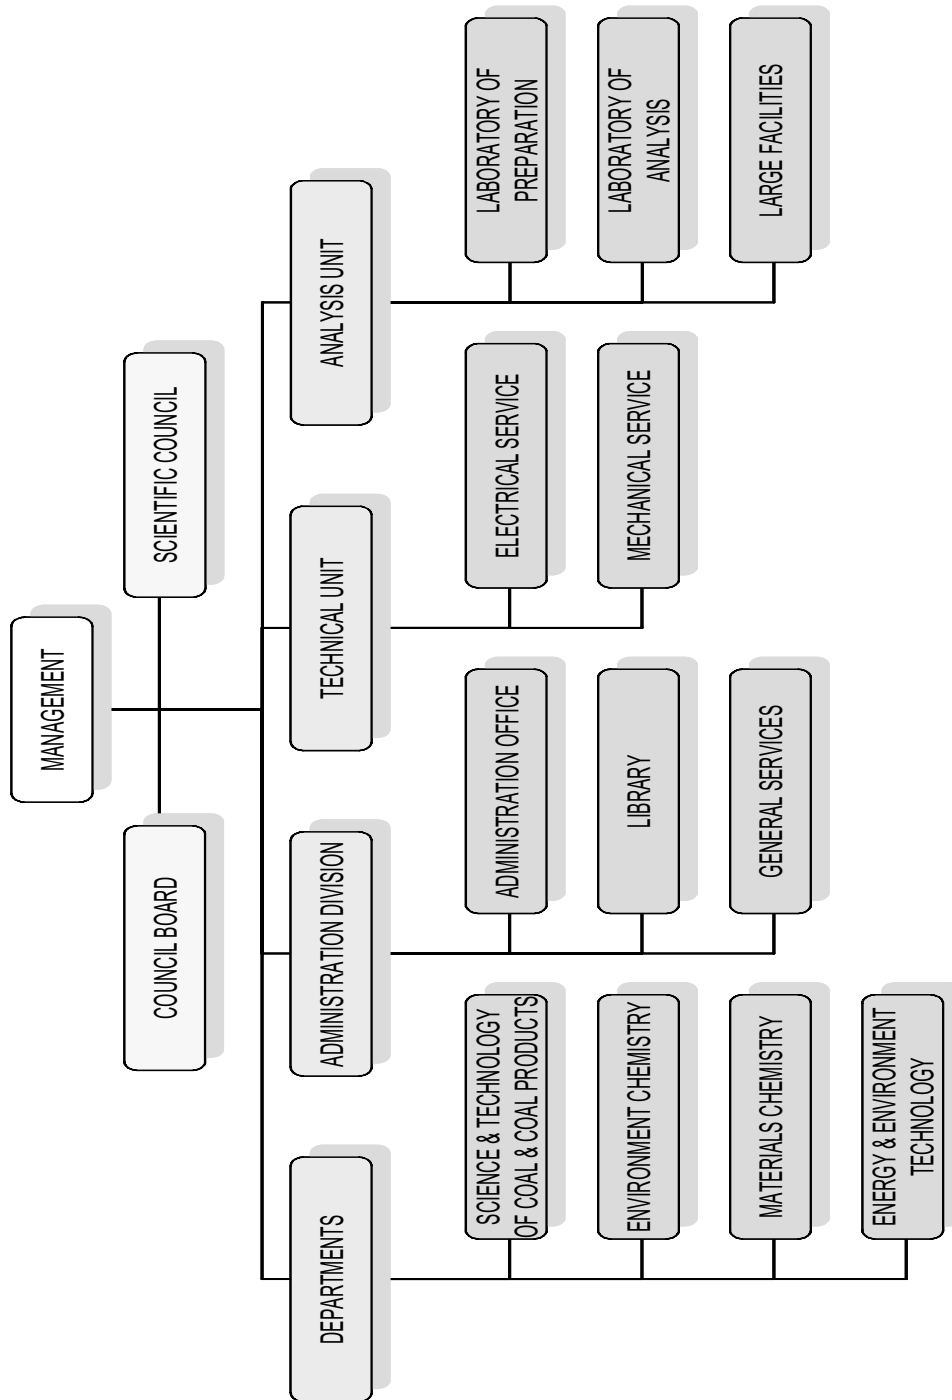 MANAGEMENT
COUNCIL BOARD
SCIENTIFIC COUNCIL
DEPARTMENTS
ADMINISTRATION DIVISION
TECHNICAL UNIT
ANALYSIS UNIT
SCIENCE & TECHNOLOGY
OF COAL & COAL PRODUCTS
ENVIRONMENT CHEMISTRY
MATERIALS CHEMISTRY
ENERGY & ENVIRONMENT
TECHNOLOGY
ADMINISTRATION OFFICE
LIBRARY
GENERAL SERVICES
ELECTRICAL SERVICE
MECHANICAL SERVICE
LABORATORY OF
PREPARATION
LABORATORY OF
ANALYSIS
LARGE FACILITIES